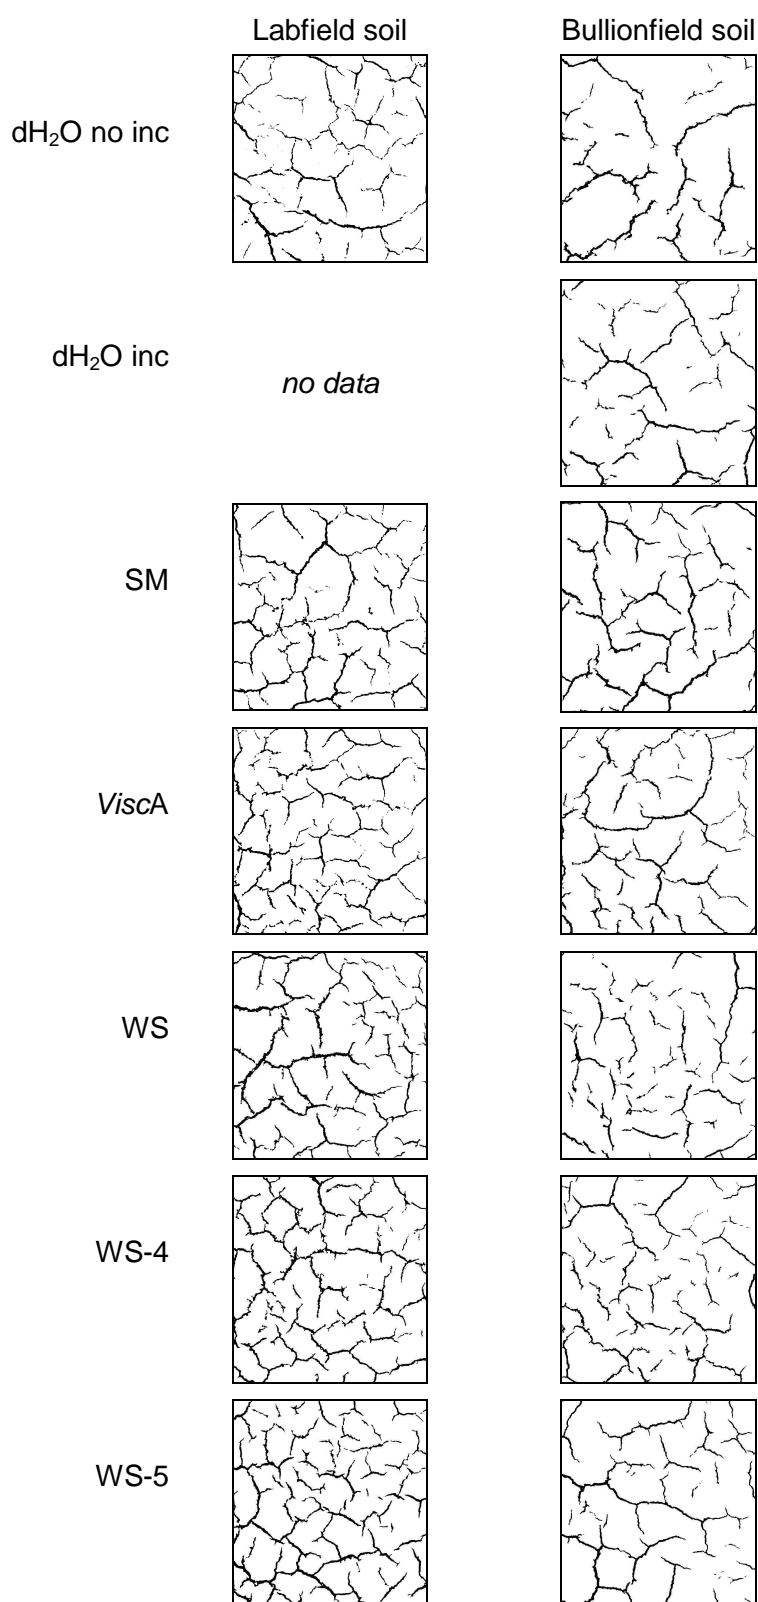 Labfield soil Bullionfield soil
dH₂O no inc
dH₂O inc
no data
SM
ViscA
WS
WS-4
WS-5